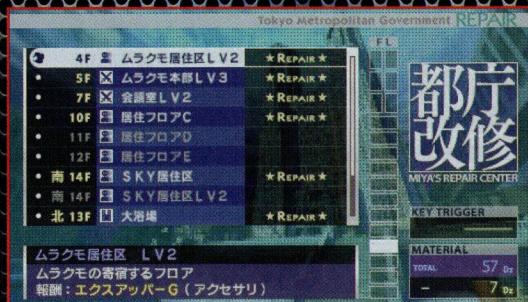 Tokyo Metropolitan Government REPAIR
FL
4F ムラクモ居住区LV2 ★REPAIR★
5F ムラクモ本部LV3 ★REPAIR★
7F 会議室LV2 ★REPAIR★
10F 居住フロアC ★REPAIR★
11F 居住フロアD
12F 居住フロアE
南 14F SKY居住区 ★REPAIR★
南 14F SKY居住区LV2
北 13F 大浴場 ★REPAIR★
都庁
改修
MIYA'S REPAIR CENTER
KEY TRIGGER
MATERIAL
TOTAL 57 Dz
- 7 Dz
ムラクモ居住区 LV2
ムラクモの寄宿するフロア
報酬：エクスアッパーG（アクセサリ）